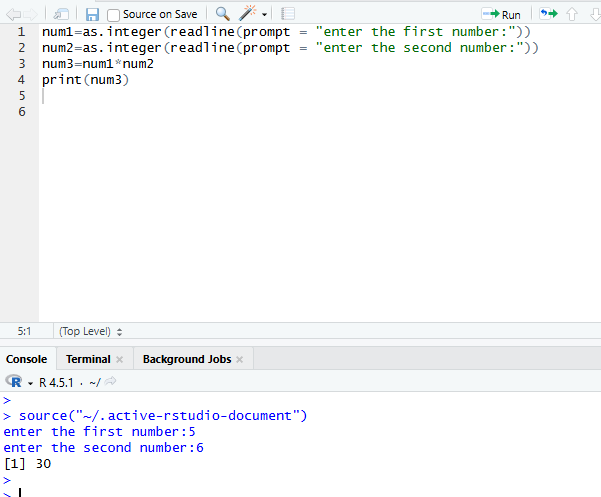 Source on Save Run
1 num1=as.integer(readline(prompt = "enter the first number:"))
2 num2=as.integer(readline(prompt = "enter the second number:"))
3 num3=num1*num2
4 print(num3)
5
6
5:1 (Top Level)
Console Terminal Background Jobs
R 4.5.1 · ~/
>
> source("~/.active-rstudio-document")
enter the first number:5
enter the second number:6
[1] 30
>
>